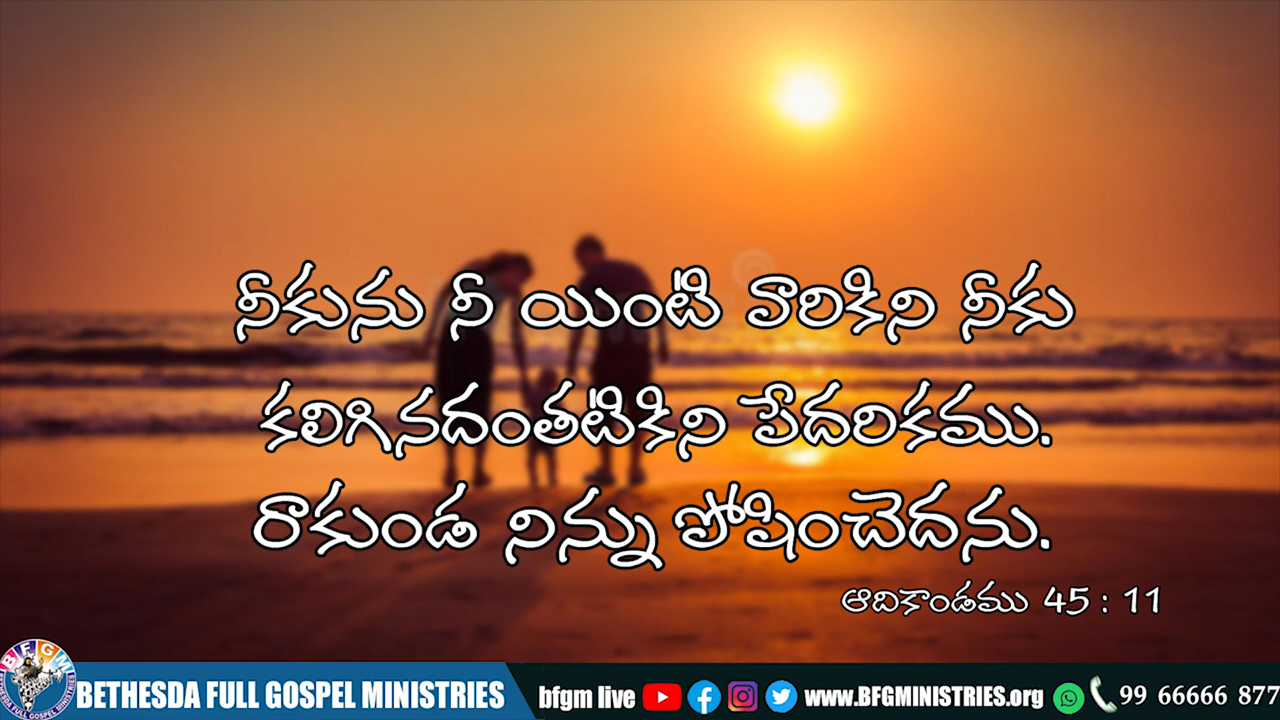 నీకును నీ యింటి వారికిని నీకు
కలిగినదంతటికిని పేదరికము.
రాకుండ నిన్ను పోషించెదను.
ఆదికాండము 45 : 11
BFGM
BETHESDA FULL GOSPEL MINISTRIES bfgm live www.BFGMINISTRIES.org 99 66666 877